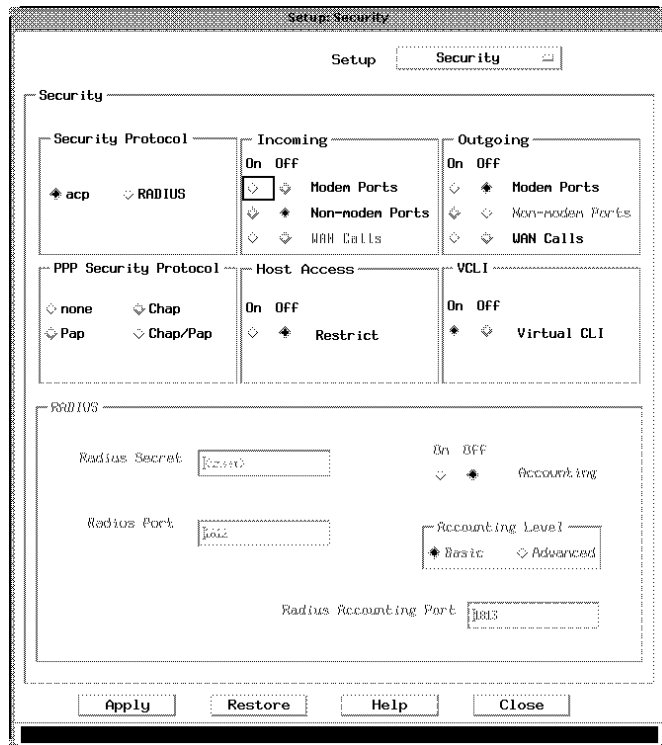 Setup: Security
Setup Security
Security
Security Protocol
acp RADIUS
Incoming
On Off
Modem Ports
Non-modem Ports
WAN Calls
Outgoing
On Off
Modem Ports
Non-modem Ports
WAN Calls
PPP Security Protocol
none Chap
Pap Chap/Pap
Host Access
On Off
Restrict
VCLI
On Off
Virtual CLI
RADIUS
Radius Secret
On Off
Accounting
Radius Port
Accounting Level
Basic Advanced
Radius Accounting Port 1813
Apply Restore Help Close